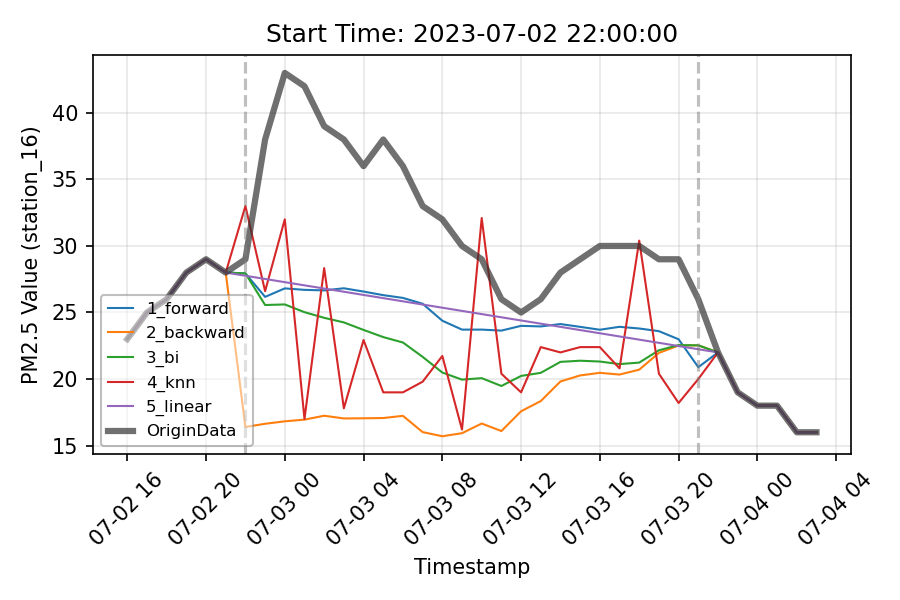 Start Time: 2023-07-02 22:00:00
PM2.5 Value (station_16)
40
35
30
25
20
15
1_forward
2_backward
3_bi
4_knn
5_linear
OriginData
07-02 16
07-02 20
07-03 00
07-03 04
07-03 08
07-03 12
07-03 16
07-03 20
07-04 00
07-04 04
Timestamp